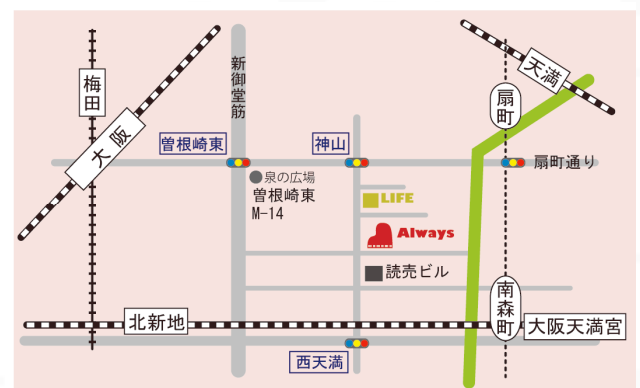 新御堂筋
梅田
大阪
天満
扇町
曽根崎東
神山
扇町通り
泉の広場
曽根崎東
M-14
LIFE
Always
読売ビル
南森町
北新地
大阪天満宮
西天満